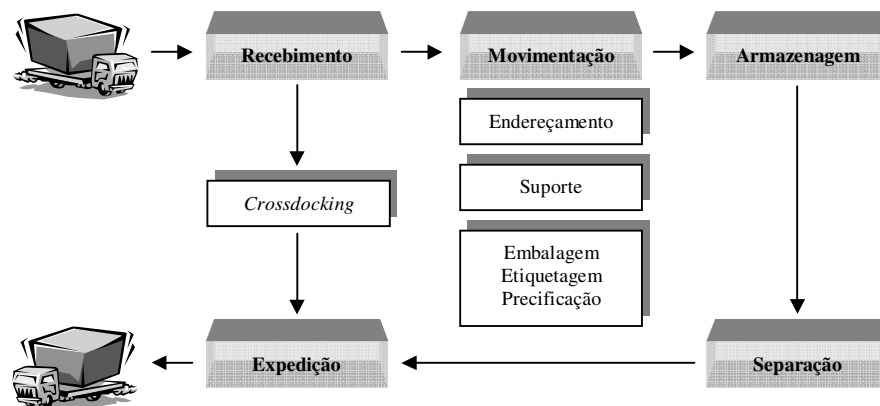 Recebimento
Movimentação
Armazenagem
Endereçamento
Suporte
Crossdocking
Embalagem
Etiquetagem
Precificação
Expedição
Separação